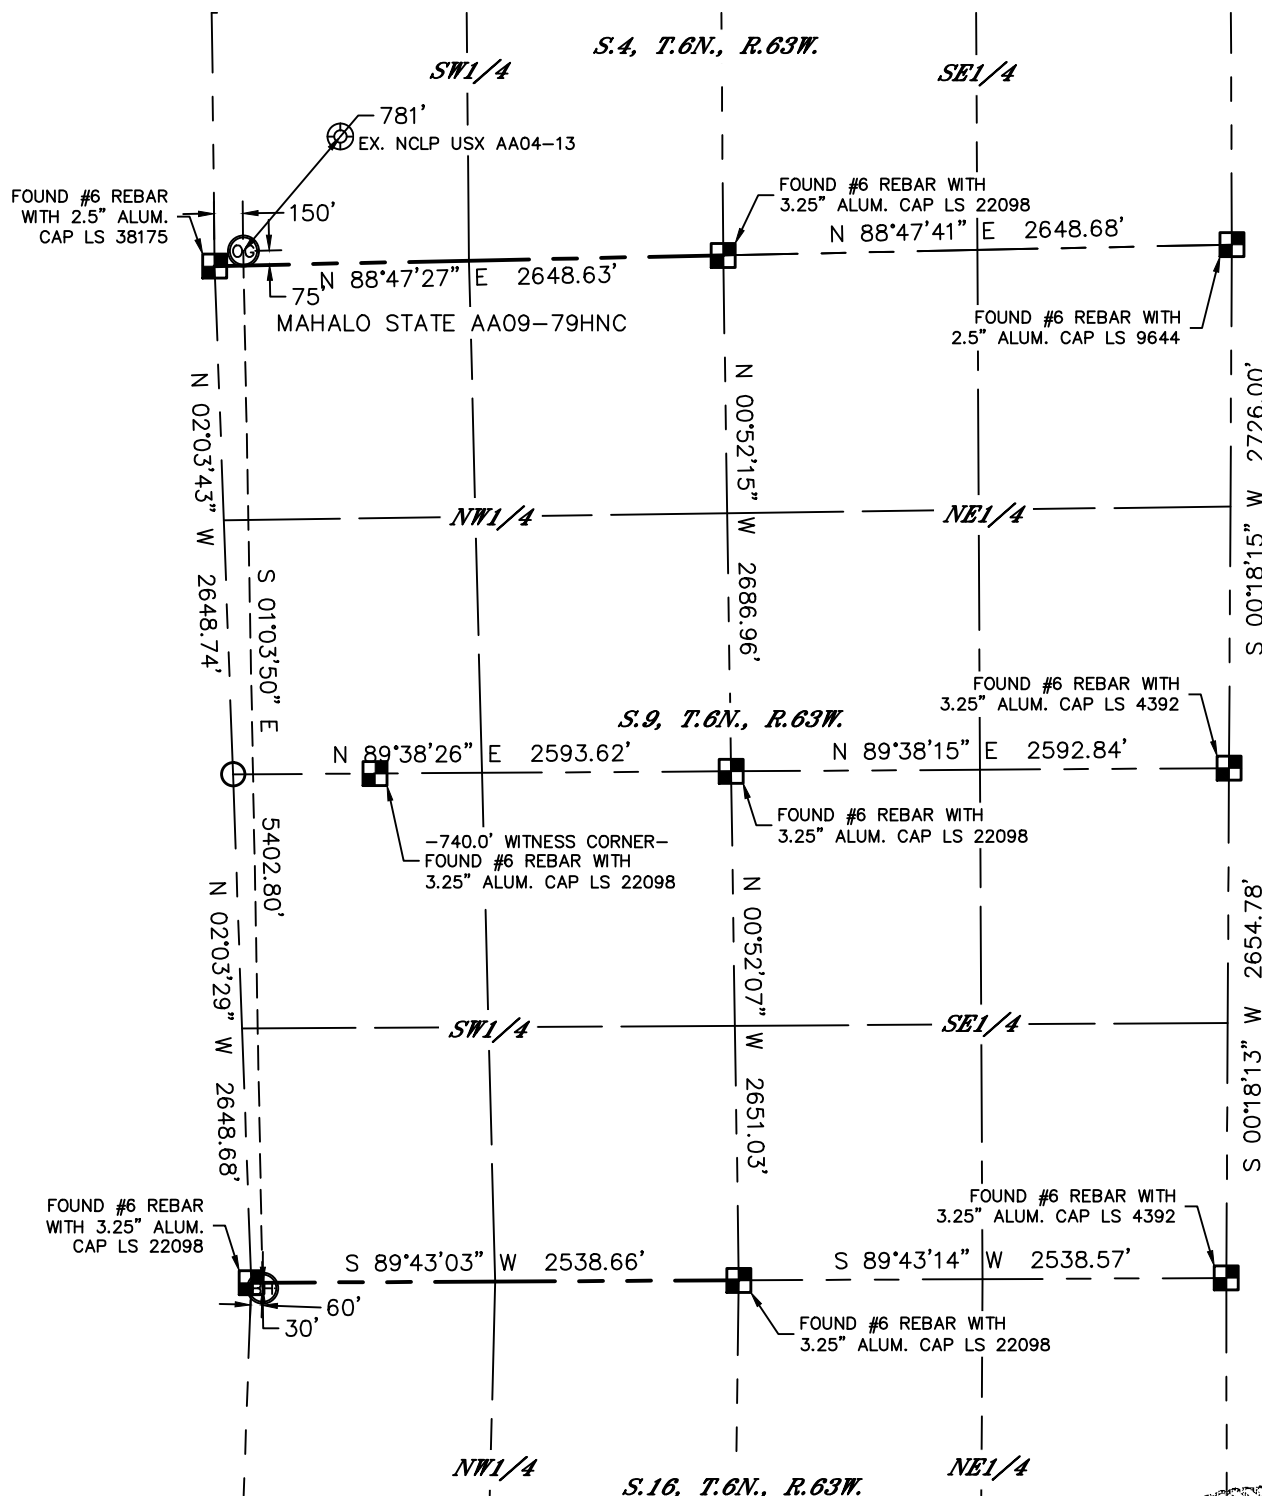 S.4, T.6N., R.63W.
SW1/4
SE1/4
781'
EX. NCLP USX AA04-13
FOUND #6 REBAR
WITH 2.5" ALUM.
CAP LS 38175
150'
FOUND #6 REBAR WITH
3.25" ALUM. CAP LS 22098
N 88°47'41" E 2648.68'
OG
N 88°47'27" E 2648.63'
75'
MAHALO STATE AA09-79HNC
FOUND #6 REBAR WITH
2.5" ALUM. CAP LS 9644
N 02°03'43" W 2648.74'
N 00°52'15" W 2686.96'
S 00°18'15" W 2726.00'
NW1/4
NE1/4
S 01°03'50" E 5402.80'
FOUND #6 REBAR WITH
3.25" ALUM. CAP LS 4392
S.9, T.6N., R.63W.
N 89°38'26" E 2593.62'
N 89°38'15" E 2592.84'
FOUND #6 REBAR WITH
3.25" ALUM. CAP LS 22098
-740.0' WITNESS CORNER-
FOUND #6 REBAR WITH
3.25" ALUM. CAP LS 22098
N 02°03'29" W 2648.68'
N 00°52'07" W 2651.03'
S 00°18'13" W 2654.78'
SW1/4
SE1/4
FOUND #6 REBAR
WITH 3.25" ALUM.
CAP LS 22098
FOUND #6 REBAR WITH
3.25" ALUM. CAP LS 4392
S 89°43'03" W 2538.66'
S 89°43'14" W 2538.57'
60'
30'
FOUND #6 REBAR WITH
3.25" ALUM. CAP LS 22098
NW1/4
NE1/4
S.16, T.6N., R.63W.